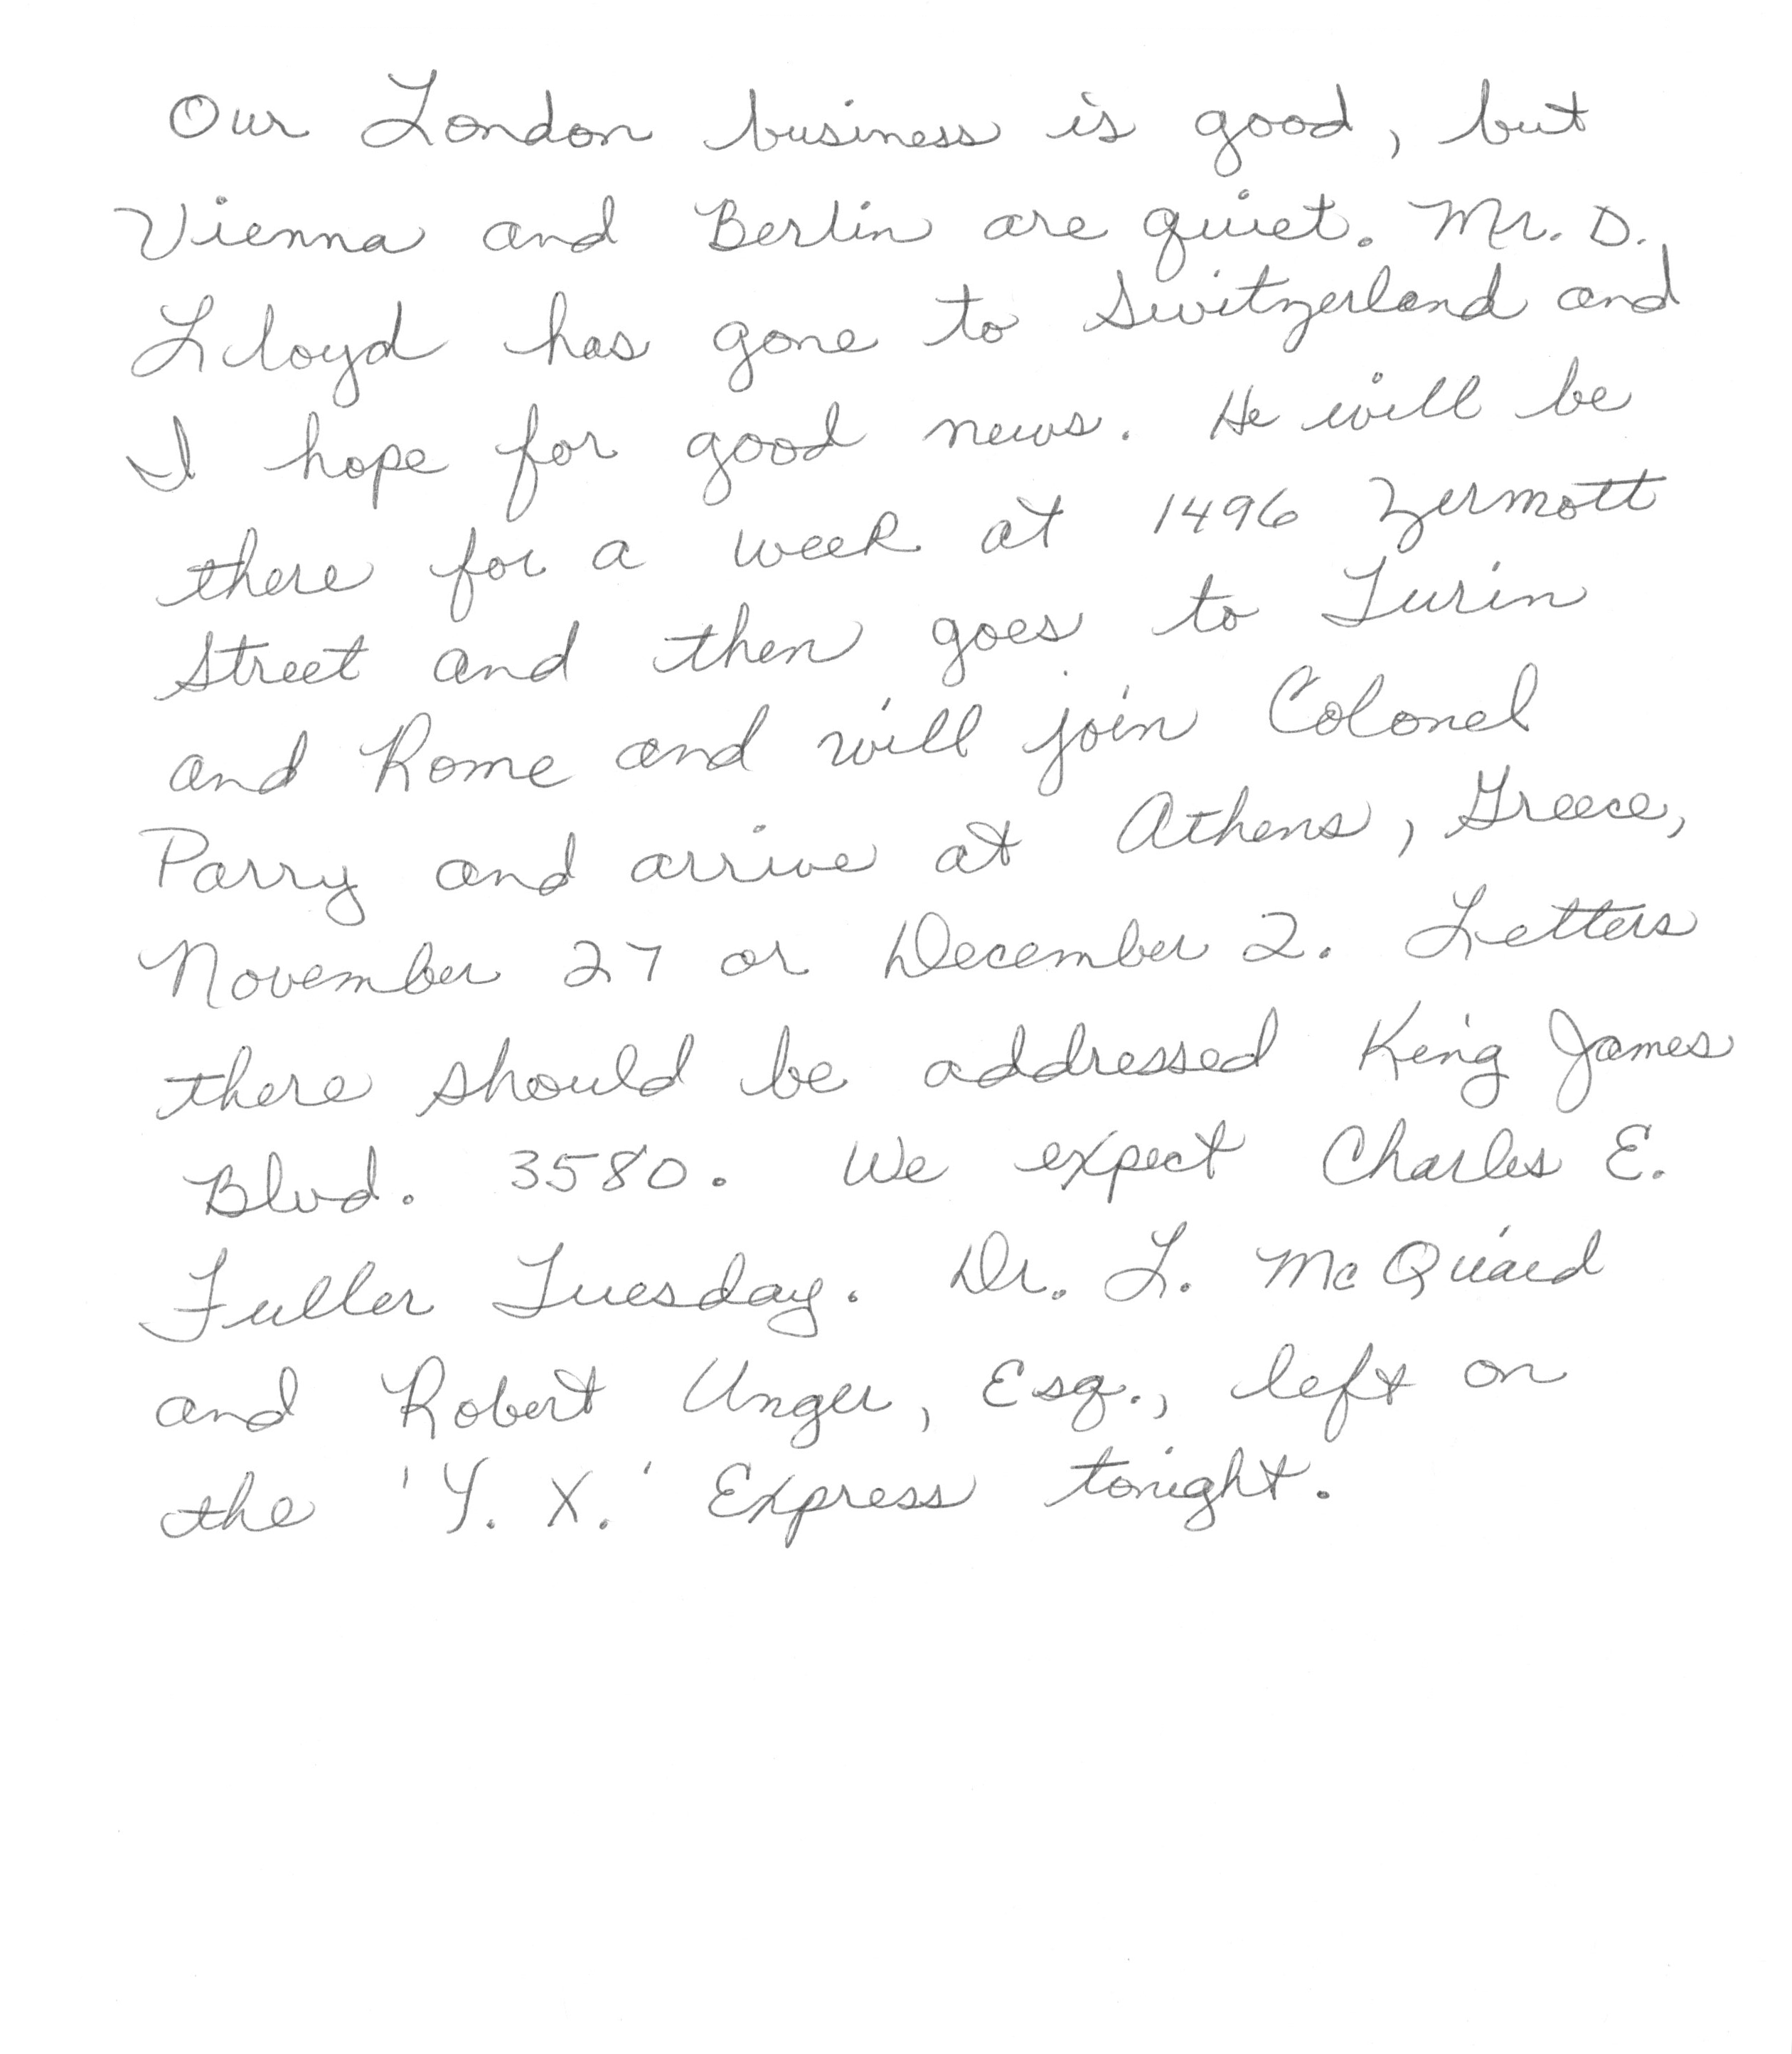 Our London business is good, but
Vienna and Berlin are quiet. Mr. D.
Lloyd has gone to Switzerland and
I hope for good news. He will be
there for a week at 1496 Zermott
Street and then goes to Turin
and Rome and will join Colonel
Parry and arrive at Athens, Greece,
November 27 or December 2. Letters
there should be addressed King James
Blvd. 3580. We expect Charles E.
Fuller Tuesday. Dr. L. McQuaid
and Robert Unger, Esq., left on
the 'Y. X.' Express tonight.